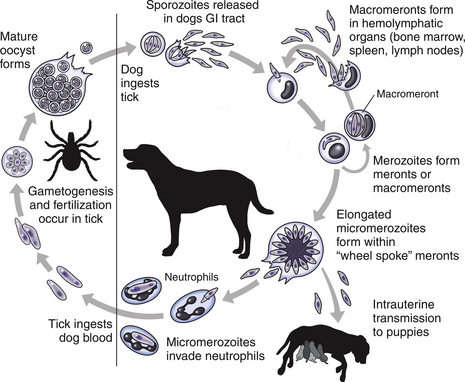 Sporozoites released
in dogs GI tract
Macromeronts form
in hemolymphatic
organs (bone marrow,
spleen, lymph nodes)
Mature
oocyst
forms
Dog
ingests
tick
Macromeront
Merozoites form
meronts or
macromeronts
Gametogenesis
and fertilization
occur in tick
Elongated
micromerozoites
form within
“wheel spoke” meronts
Neutrophils
Intrauterine
transmission
to puppies
Tick ingests
dog blood
Micromerozoites
invade neutrophils